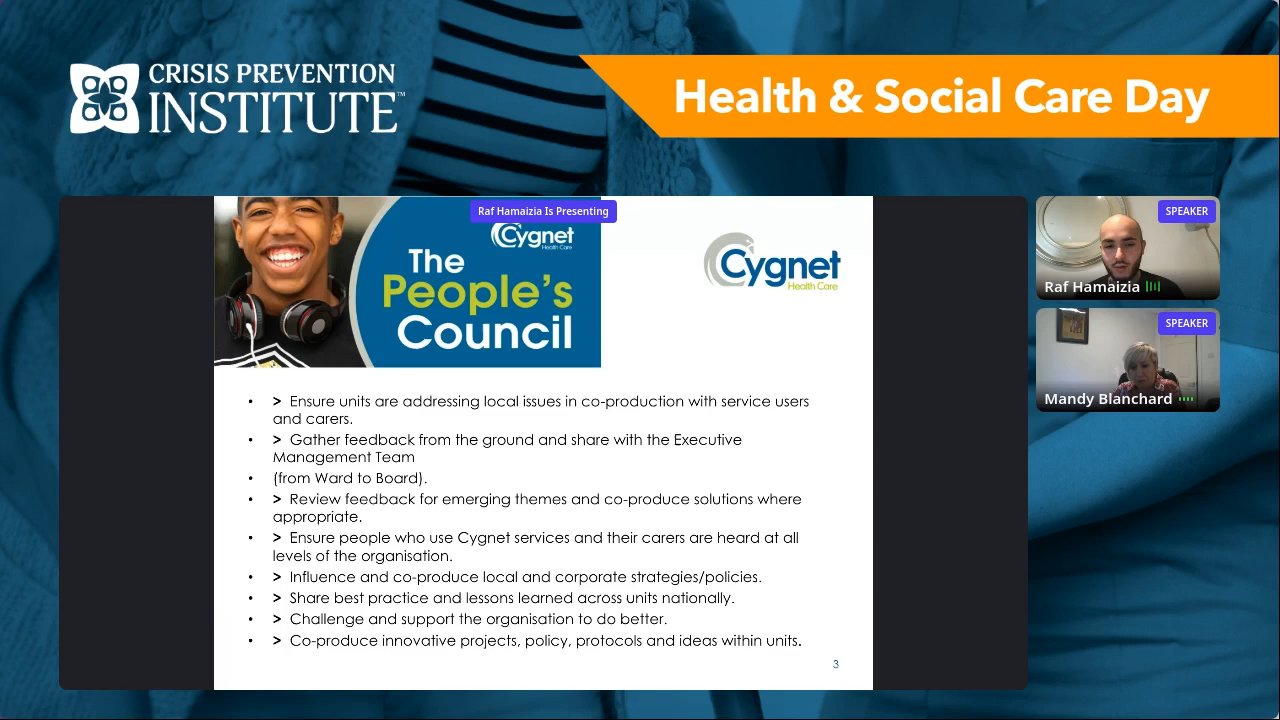 CRISIS PREVENTION
INSTITUTE™
Health & Social Care Day
Raf Hamaizia Is Presenting
Cygnet
Health Care
The
People's
Council
Cygnet
Health Care
• > Ensure units are addressing local issues in co-production with service users
and carers.
• > Gather feedback from the ground and share with the Executive
Management Team
• (from Ward to Board).
• > Review feedback for emerging themes and co-produce solutions where
appropriate.
• > Ensure people who use Cygnet services and their carers are heard at all
levels of the organisation.
• > Influence and co-produce local and corporate strategies/policies.
• > Share best practice and lessons learned across units nationally.
• > Challenge and support the organisation to do better.
• > Co-produce innovative projects, policy, protocols and ideas within units.
3
SPEAKER
Raf Hamaizia
SPEAKER
Mandy Blanchard